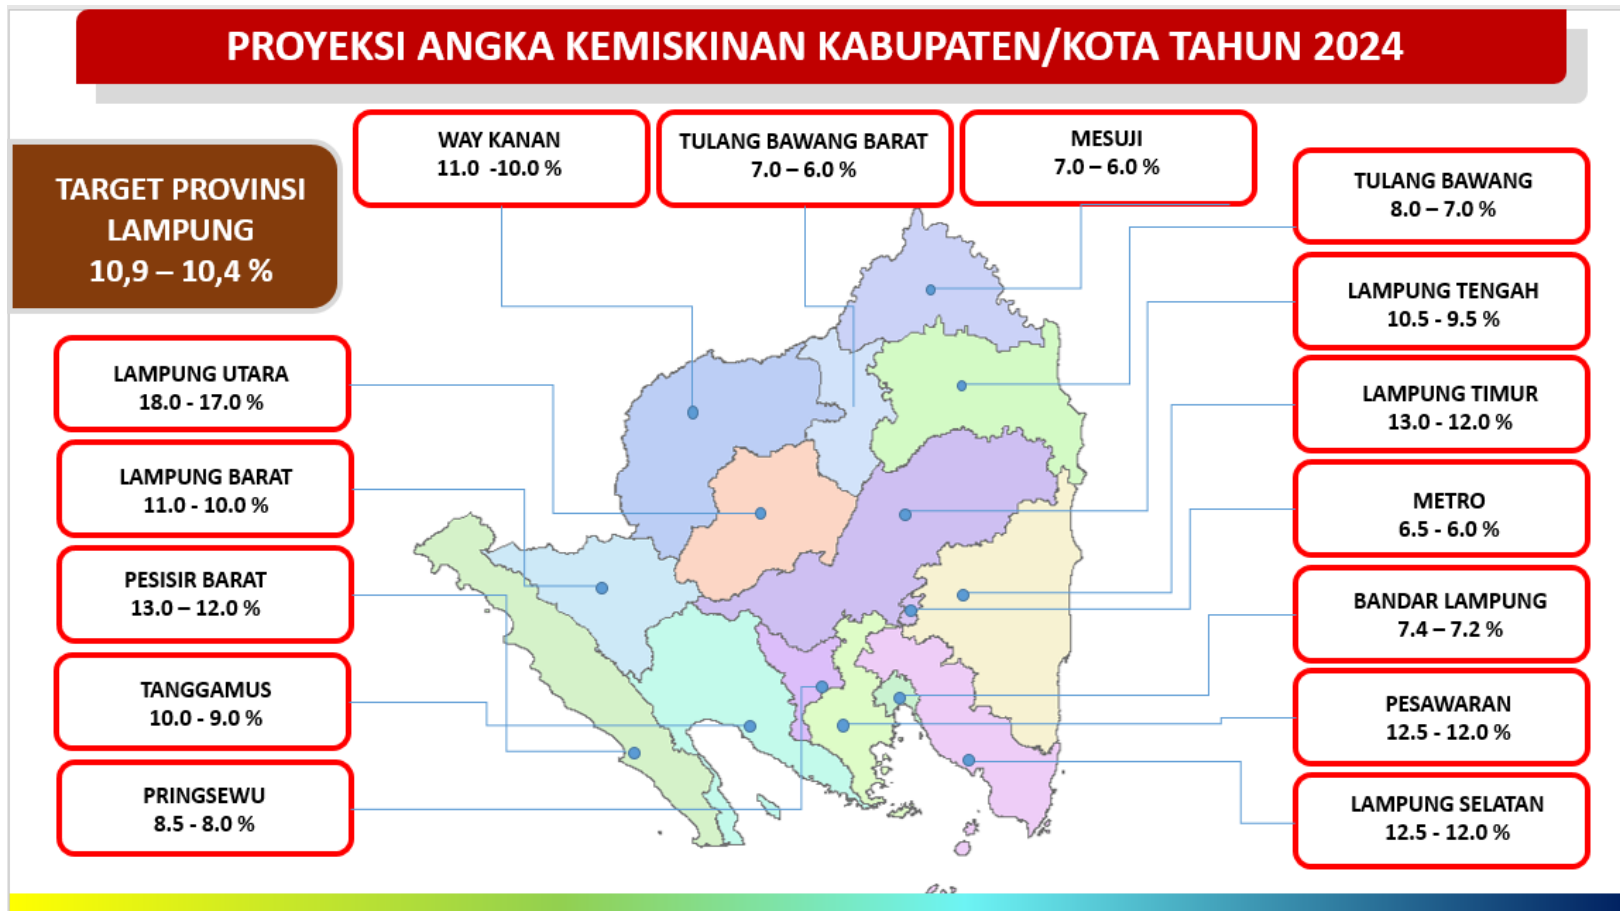 PROYEKSI ANGKA KEMISKINAN KABUPATEN/KOTA TAHUN 2024
TARGET PROVINSI
LAMPUNG
10,9 – 10,4 %
WAY KANAN
11.0  -10.0 %
TULANG BAWANG BARAT
7.0 – 6.0 %
MESUJI
7.0 – 6.0 %
TULANG BAWANG
8.0 – 7.0 %
LAMPUNG TENGAH
10.5 - 9.5 %
LAMPUNG TIMUR
13.0 - 12.0 %
METRO
6.5 - 6.0 %
BANDAR LAMPUNG
7.4 – 7.2 %
PESAWARAN
12.5 - 12.0 %
LAMPUNG SELATAN
12.5 - 12.0 %
LAMPUNG UTARA
18.0 - 17.0 %
LAMPUNG BARAT
11.0 - 10.0 %
PESISIR BARAT
13.0 – 12.0 %
TANGGAMUS
10.0 - 9.0 %
PRINGSEWU
8.5 - 8.0 %